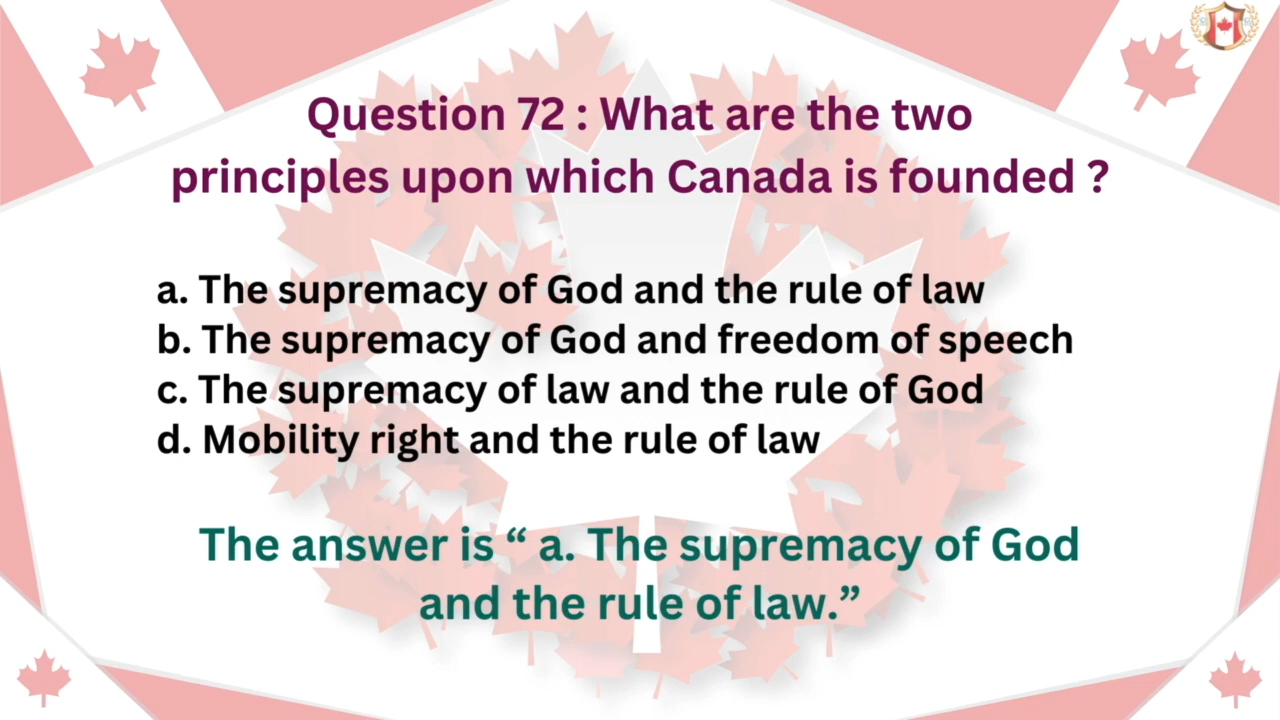 Question 72 : What are the two
principles upon which Canada is founded ?
a. The supremacy of God and the rule of law
b. The supremacy of God and freedom of speech
c. The supremacy of law and the rule of God
d. Mobility right and the rule of law
The answer is “ a. The supremacy of God
and the rule of law.”